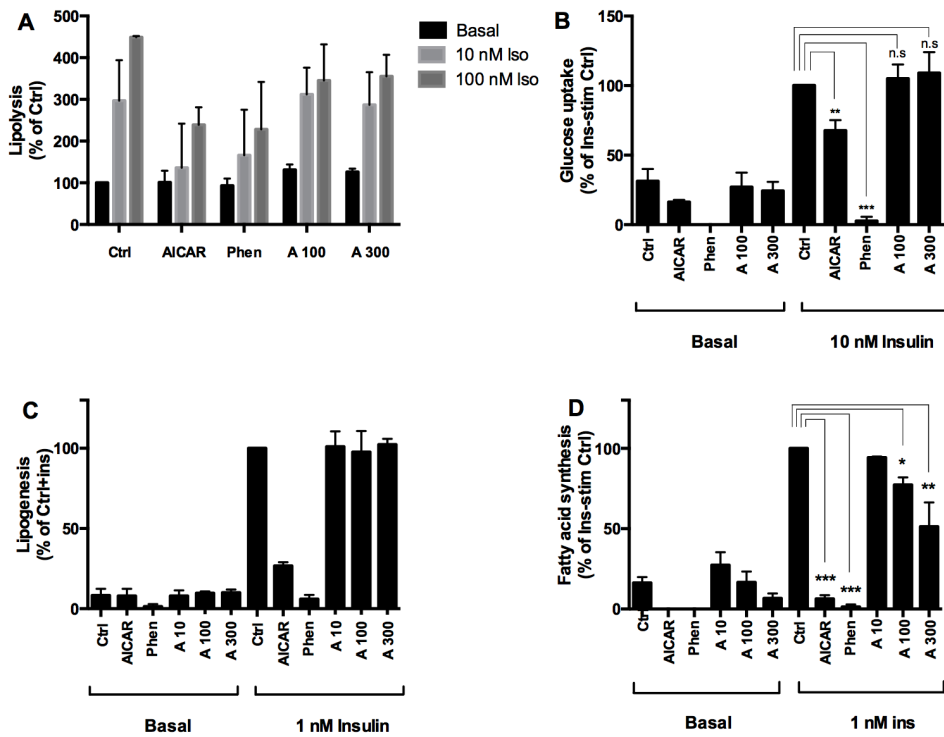 A
Lipolysis
(% of Ctrl)
500
400
300
200
100
0
Ctrl
AICAR
Phen
A 100
A 300
Basal
10 nM Iso
100 nM Iso
B
Glucose uptake
(% of Ins-stim Ctrl)
100
50
0
**
***
n.s
n.s
Ctrl
AICAR
Phen
A 100
A 300
Ctrl
AICAR
Phen
A 100
A 300
Basal
10 nM Insulin
C
Lipogenesis
(% of Ctrl+ins)
100
50
0
Ctrl
AICAR
Phen
A 10
A 100
A 300
Ctrl
AICAR
Phen
A 10
A 100
A 300
Basal
1 nM Insulin
D
Fatty acid synthesis
(% of Ins-stim Ctrl)
100
50
0
***
***
*
**
Ctrl
AICAR
Phen
A 10
A 100
A 300
Ctrl
AICAR
Phen
A 10
A 100
A 300
Basal
1 nM ins